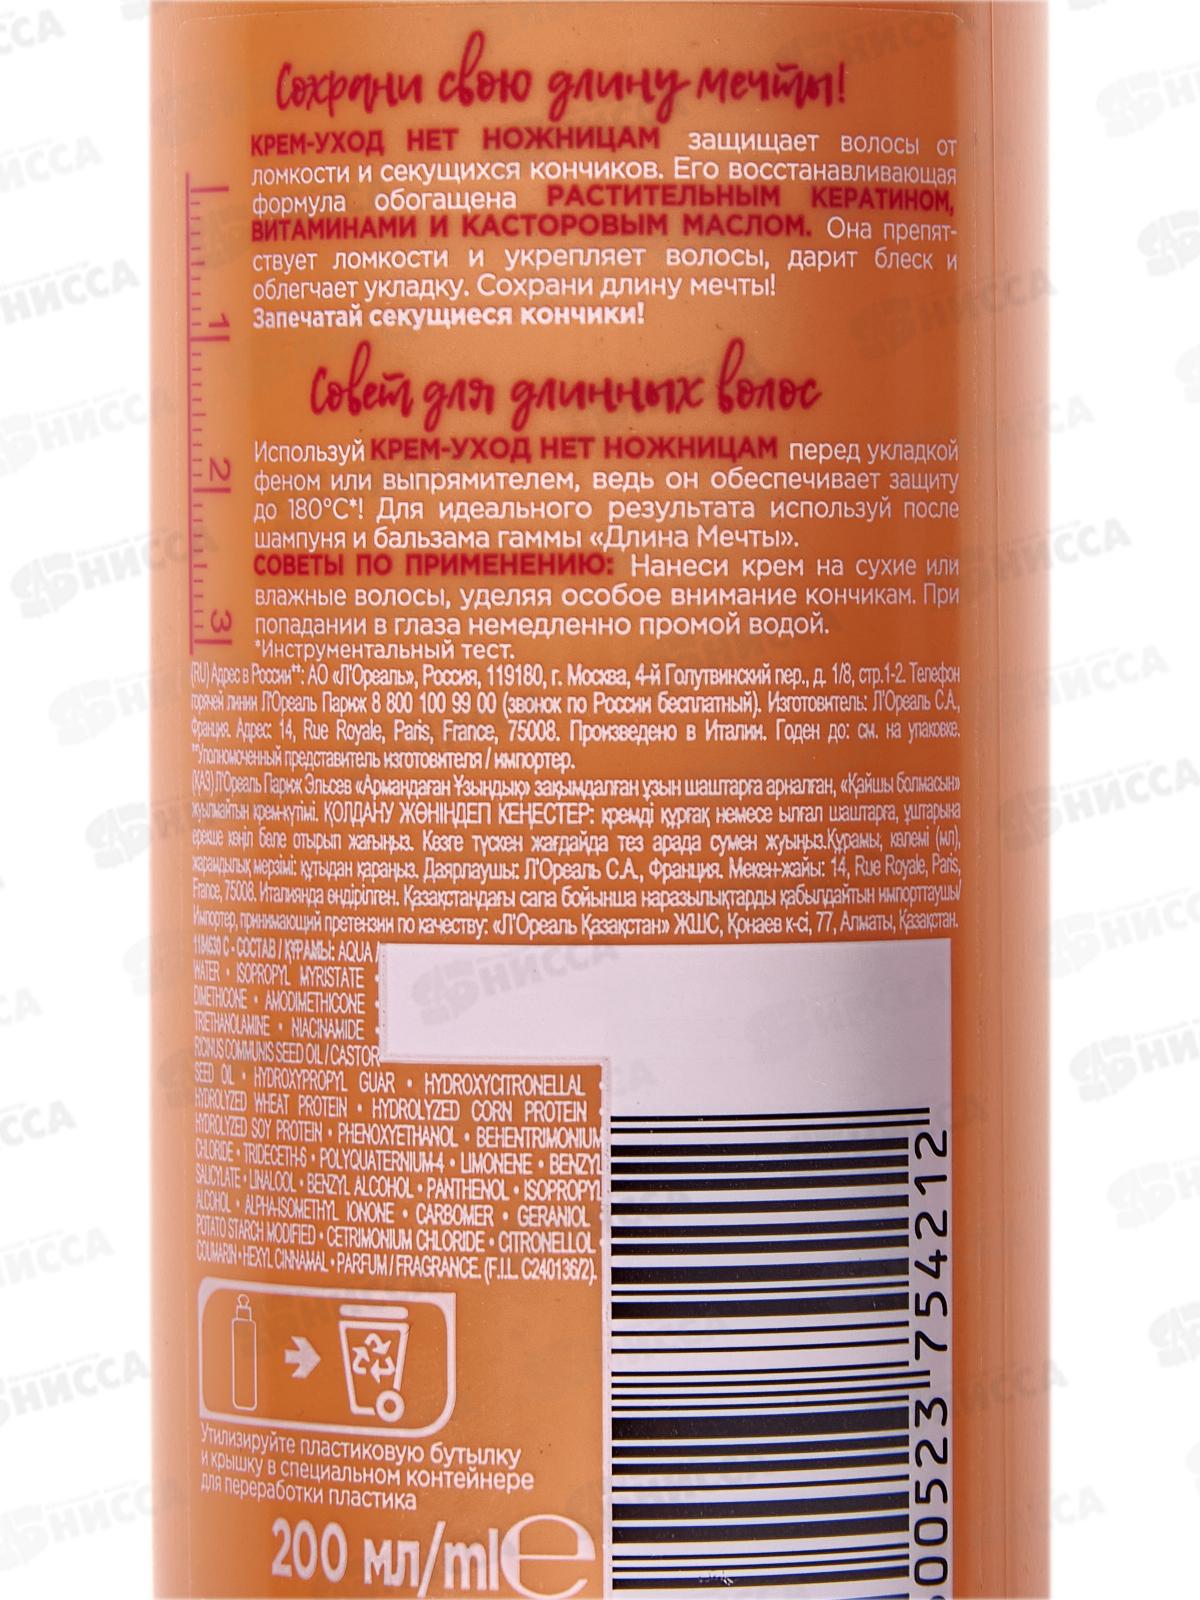 Сохрани свою длину мечты!
КРЕМ-УХОД НЕТ НОЖНИЦАМ защищает волосы от
ломкости и секущихся кончиков. Его восстанавливающая
формула обогащена РАСТИТЕЛЬНЫМ КЕРАТИНОМ,
ВИТАМИНАМИ И КАСТОРОВЫМ МАСЛОМ. Она препят-
ствует ломкости и укрепляет волосы, дарит блеск и
облегчает укладку. Сохрани длину мечты!
Запечатай секущиеся кончики!
1
2
3
Совет для длинных волос
Используй КРЕМ-УХОД НЕТ НОЖНИЦАМ перед укладкой
феном или выпрямителем, ведь он обеспечивает защиту
до 180°С*! Для идеального результата используй после
шампуня и бальзама гаммы «Длина Мечты».
СОВЕТЫ ПО ПРИМЕНЕНИЮ: Нанеси крем на сухие или
влажные волосы, уделяя особое внимание кончикам. При
попадании в глаза немедленно промой водой.
*Инструментальный тест.
(RU) Адрес в России**: АО «Л'Ореаль», Россия, 119180, г. Москва, 4-й Голутвинский пер., д. 1/8, стр.1-2. Телефон
горячей линии Л'Ореаль Париж 8 800 100 99 00 (звонок по России бесплатный). Изготовитель: Л'Ореаль С.А.,
Франция. Адрес: 14, Rue Royale, Paris, France, 75008. Произведено в Италии. Годен до: см. на упаковке.
**Уполномоченный представитель изготовителя / импортер.
(ҚАЗ) Л'Ореаль Париж Эльсев «Армандаған Ұзындық» зақымдалған ұзын шаштарға арналған, «Қайшы болмасын»
жуылмайтын крем-күтімі. ҚОЛДАНУ ЖӨНІНДЕГІ КЕҢЕСТЕР: кремді құрғақ немесе ылғал шаштарға, ұштарына
ерекше көңіл бөле отырып жағыңыз. Көзге түскен жағдайда тез арада сумен жуыңыз.Құрамы, көлемі (мл),
жарамдылық мерзімі: құтыдан қараңыз. Даярлаушы: Л'Ореаль С.А., Франция. Мекен-жайы: 14, Rue Royale, Paris,
France, 75008. Италияда өндірілген. Қазақстандағы сапа бойынша наразылықтарды қабылдайтын импорттаушы/
Импортер, принимающий претензии по качеству: «Л'Ореаль Қазақстан» ЖШС, Қонаев к-сі, 77, Алматы, Қазақстан.
1184630 C - СОСТАВ / ҚҰРАМЫ: AQUA /
WATER • ISOPROPYL MYRISTATE •
DIMETHICONE • AMODIMETHICONE •
TRIETHANOLAMINE • NIACINAMIDE •
RICINUS COMMUNIS SEED OIL / CASTOR
SEED OIL • HYDROXYPROPYL GUAR • HYDROXYCITRONELLAL •
HYDROLYZED WHEAT PROTEIN • HYDROLYZED CORN PROTEIN •
HYDROLYZED SOY PROTEIN • PHENOXYETHANOL • BEHENTRIMONIUM
CHLORIDE • TRIDECETH-6 • POLYQUATERNIUM-4 • LIMONENE • BENZYL
SALICYLATE • LINALOOL • BENZYL ALCOHOL • PANTHENOL • ISOPROPYL
ALCOHOL • ALPHA-ISOMETHYL IONONE • CARBOMER • GERANIOL •
POTATO STARCH MODIFIED • CETRIMONIUM CHLORIDE • CITRONELLOL •
COUMARIN • HEXYL CINNAMAL • PARFUM / FRAGRANCE. (F.I.L. C240136/2).
Утилизируйте пластиковую бутылку
и крышку в специальном контейнере
для переработки пластика
200 мл/ml e
00523 754212
НИССА